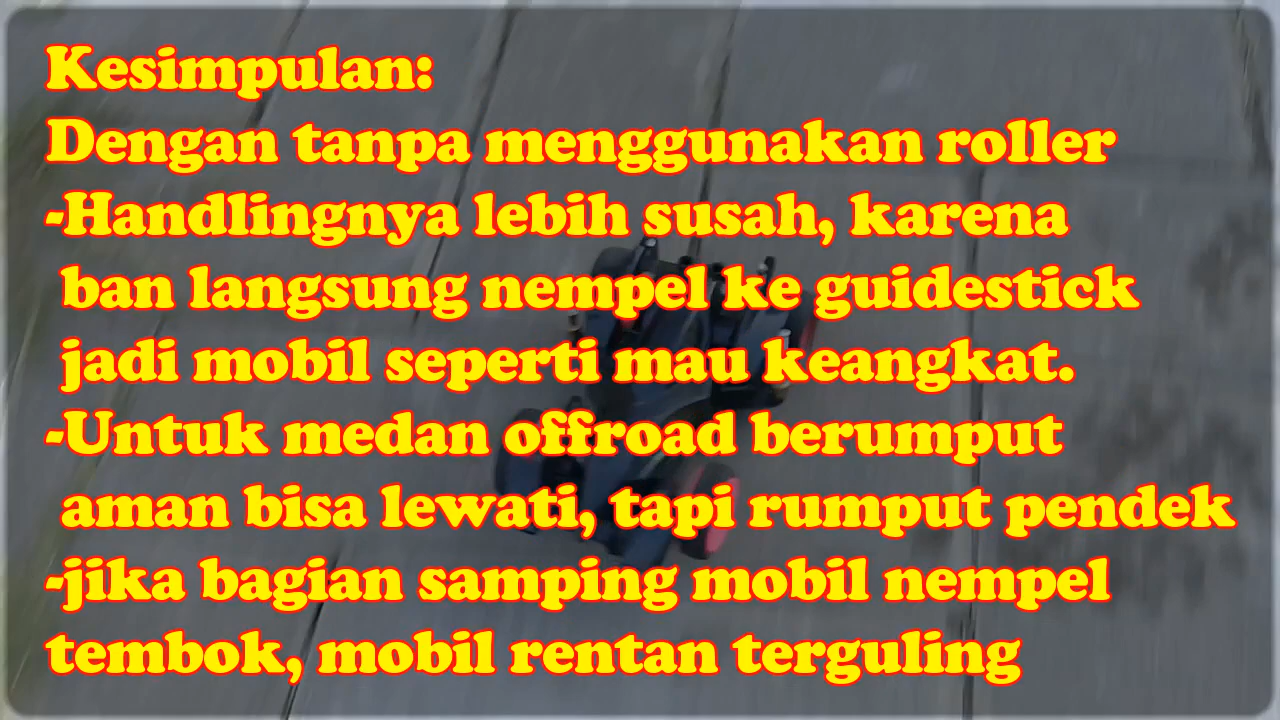 Kesimpulan:
Dengan tanpa menggunakan roller
-Handlingnya lebih susah, karena
ban langsung nempel ke guidestick
jadi mobil seperti mau keangkat.
-Untuk medan offroad berumput
aman bisa lewati, tapi rumput pendek
-jika bagian samping mobil nempel
tembok, mobil rentan terguling